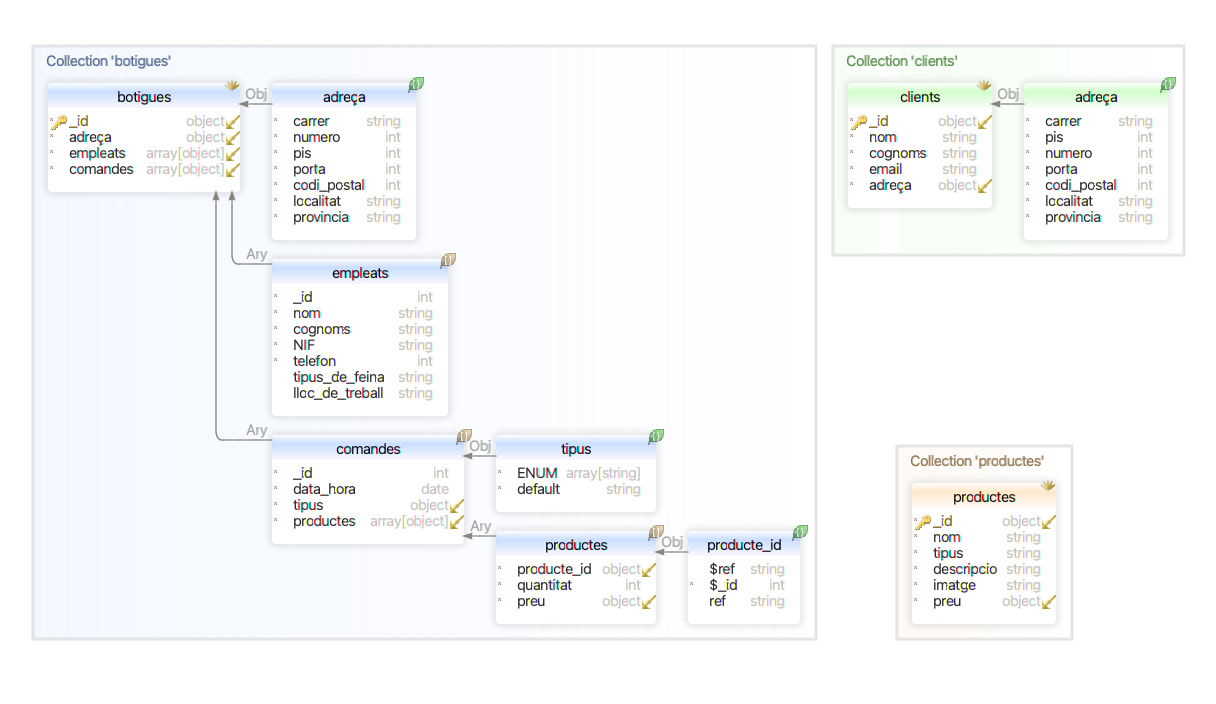 Collection 'botigues'
botigues
_id object
adreça object
empleats array[object]
comandes array[object]
Obj
adreça
carrer string
numero int
pis int
porta int
codi_postal int
localitat string
provincia string
Ary
empleats
_id int
nom string
cognoms string
NIF string
telefon int
tipus_de_feina string
lloc_de_treball string
Ary
comandes
_id int
data_hora date
tipus object
productes array[object]
Obj
tipus
ENUM array[string]
default string
Ary
productes
producte_id object
quantitat int
preu object
Obj
producte_id
$ref string
$_id int
ref string
Collection 'clients'
clients
_id object
nom string
cognoms string
email string
adreça object
Obj
adreça
carrer string
pis int
numero int
porta int
codi_postal int
localitat string
provincia string
Collection 'productes'
productes
_id object
nom string
tipus string
descripcio string
imatge string
preu object